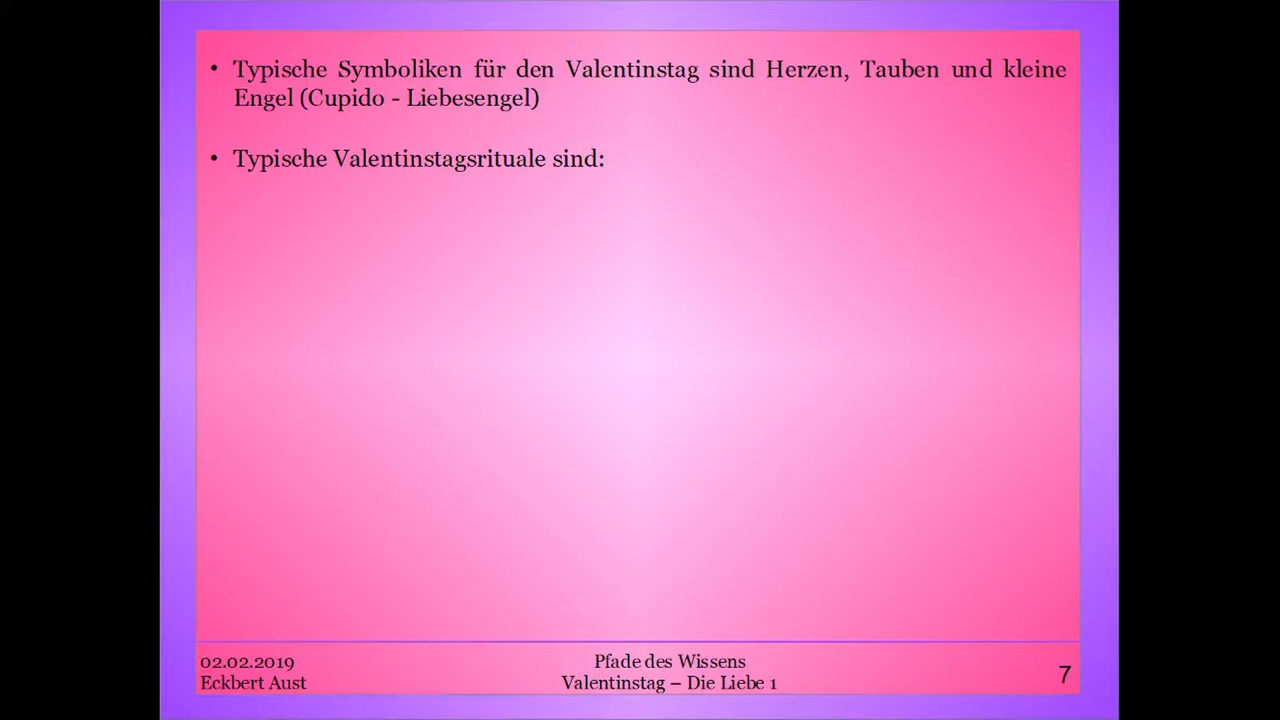 • Typische Symboliken für den Valentinstag sind Herzen, Tauben und kleine
Engel (Cupido - Liebesengel)
• Typische Valentinstagsrituale sind:
02.02.2019
Eckbert Aust
Pfade des Wissens
Valentinstag – Die Liebe 1
7